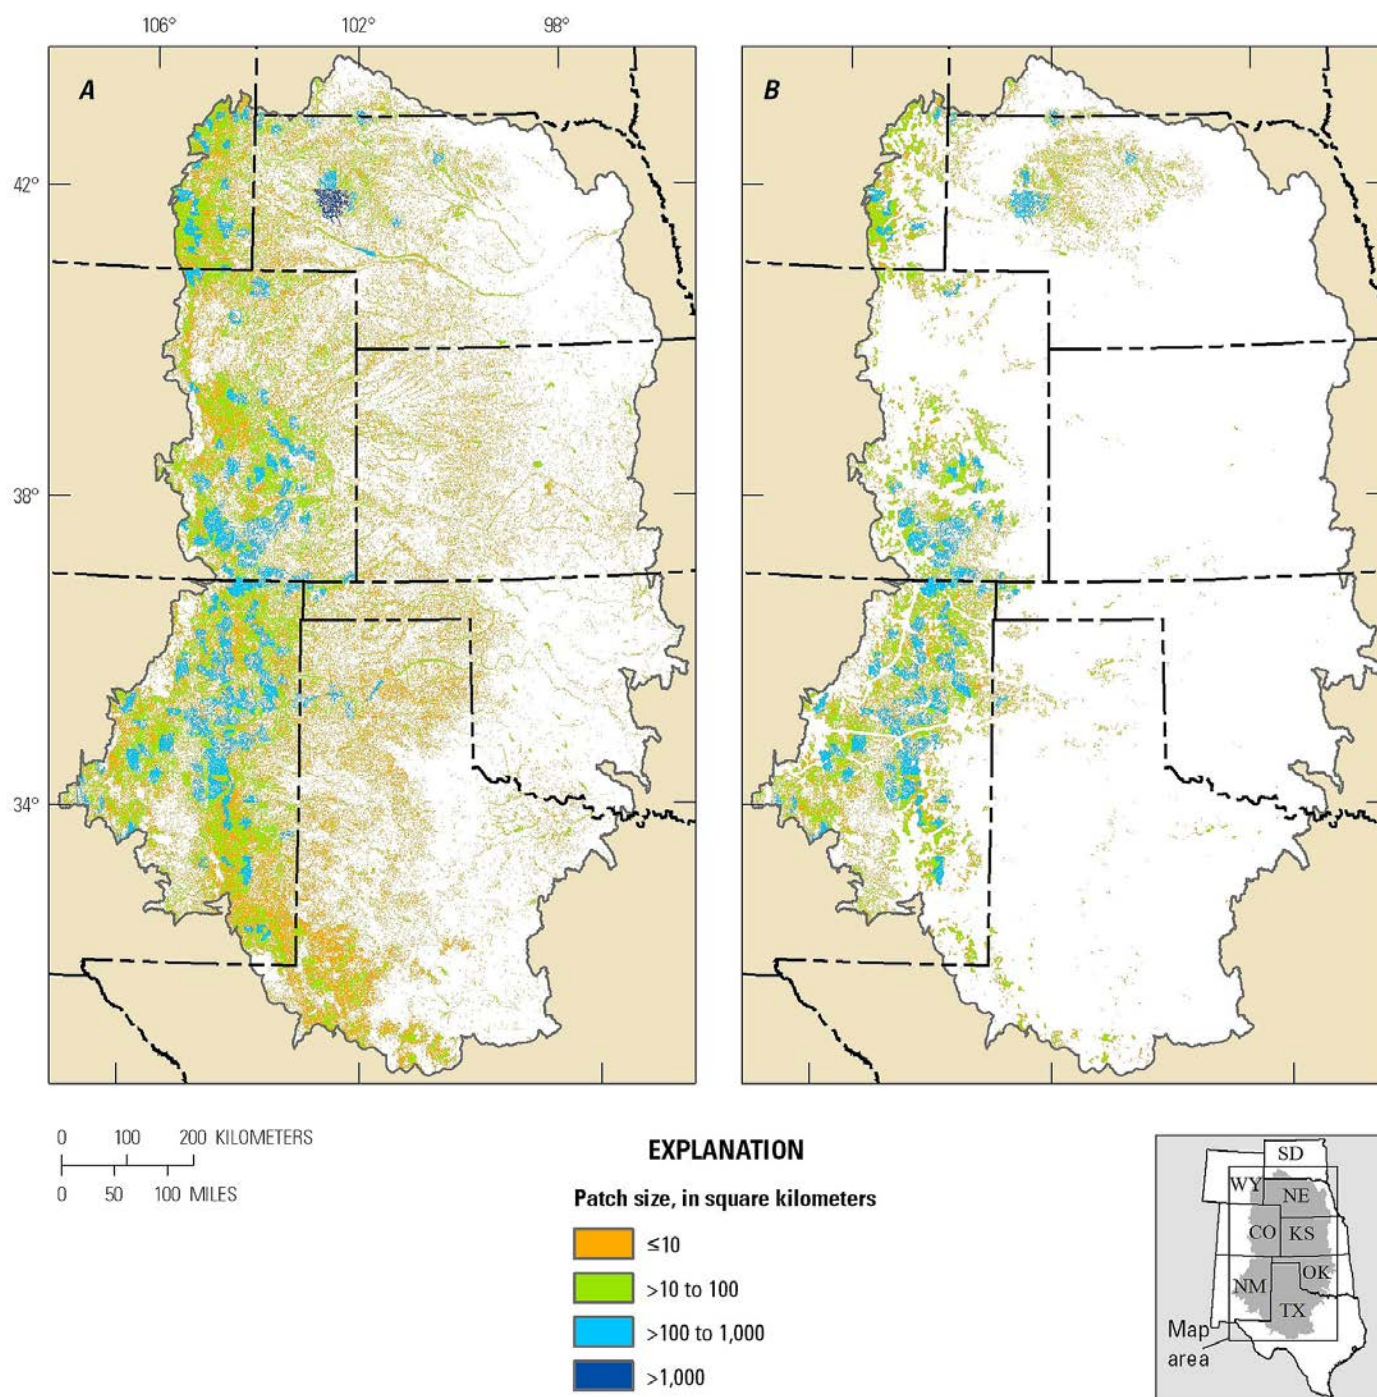 106° 102° 98°
A B
42°
38°
34°
0 100 200 KILOMETERS
0 50 100 MILES
EXPLANATION
Patch size, in square kilometers
≤10
>10 to 100
>100 to 1,000
>1,000
SD
WY NE
CO KS
NM OK
TX
Map
area